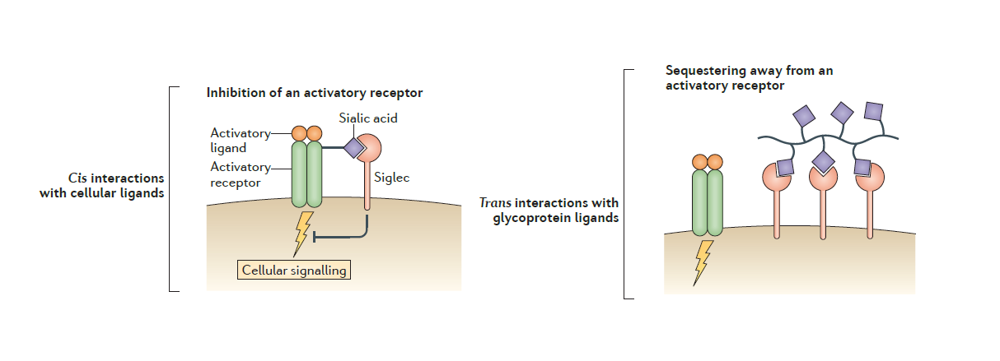 Cis interactions
with cellular ligands
Inhibition of an activatory receptor
Sialic acid
Activatory
ligand
Activatory
receptor
Siglec
Cellular signalling
Trans interactions with
glycoprotein ligands
Sequestering away from an
activatory receptor